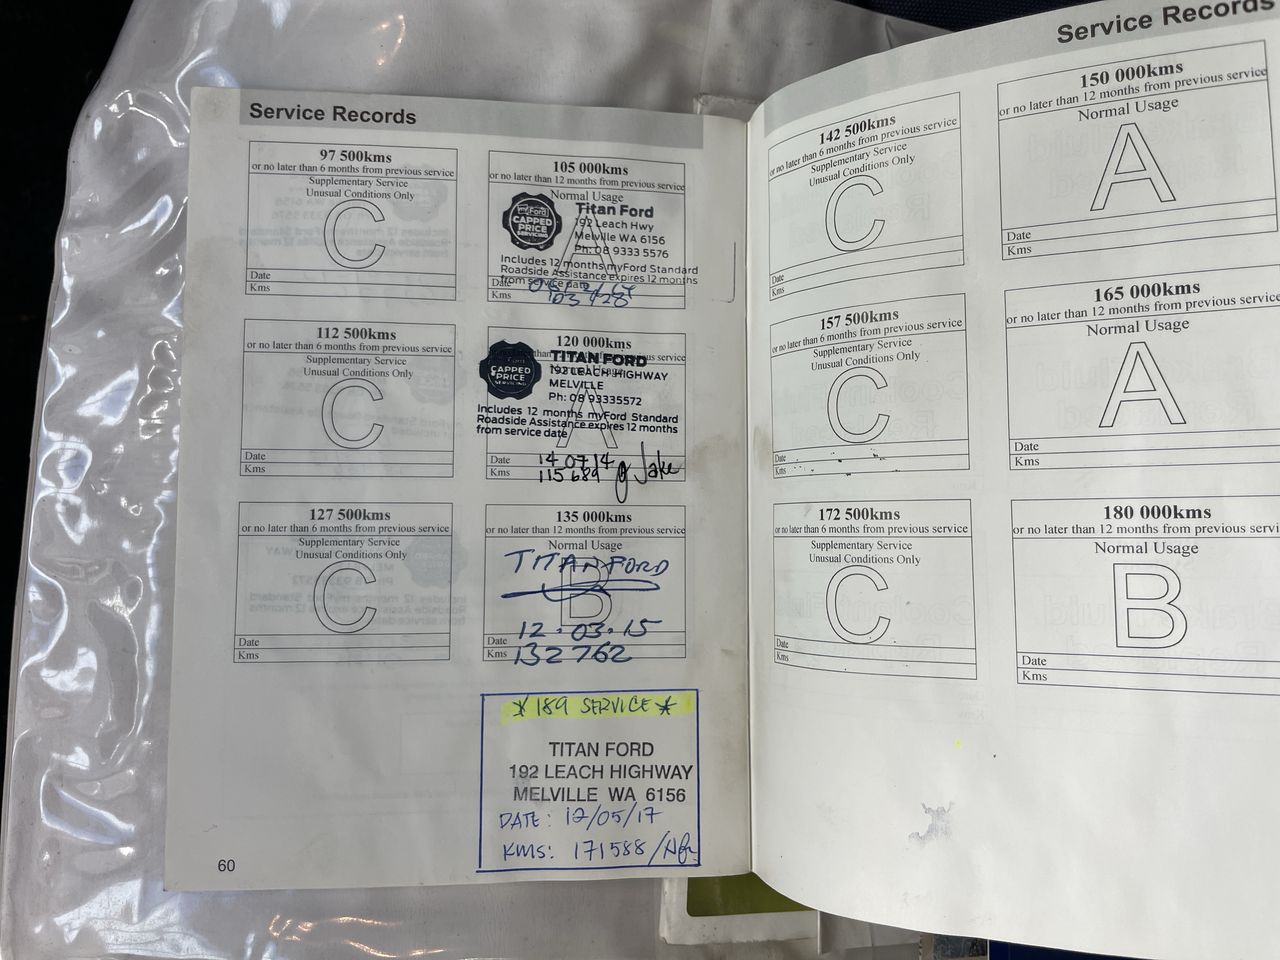 Service Records
97 500kms
or no later than 6 months from previous service
Supplementary Service
Unusual Conditions Only
C
Date
Kms
105 000kms
or no later than 12 months from previous service
Normal Usage
A
myFord
CAPPED
PRICE
SERVICING
Titan Ford
192 Leach Hwy
Melville WA 6156
Ph: 08 9333 5576
Includes 12 months myFord Standard
Roadside Assistance expires 12 months
from service date
Date
Kms
112 500kms
or no later than 6 months from previous service
Supplementary Service
Unusual Conditions Only
C
Date
Kms
120 000kms
CAPPED
PRICE
SERVICING
TITAN FORD
192 LEACH HIGHWAY
MELVILLE
Ph: 08 93335572
Includes 12 months myFord Standard
Roadside Assistance expires 12 months
from service date
A
Date 14 07 14
Kms 115689
127 500kms
or no later than 6 months from previous service
Supplementary Service
Unusual Conditions Only
C
Date
Kms
135 000kms
or no later than 12 months from previous service
Normal Usage
B
TITAN FORD
Date 12.03.15
Kms 132762
* 189 SERVICE *
TITAN FORD
192 LEACH HIGHWAY
MELVILLE WA 6156
DATE: 12/05/17
KMS: 171588
60
Service Records
142 500kms
or no later than 6 months from previous service
Supplementary Service
Unusual Conditions Only
C
Date
Kms
150 000kms
or no later than 12 months from previous service
Normal Usage
A
Date
Kms
157 500kms
or no later than 6 months from previous service
Supplementary Service
Unusual Conditions Only
C
Date
Kms
165 000kms
or no later than 12 months from previous service
Normal Usage
A
Date
Kms
172 500kms
or no later than 6 months from previous service
Supplementary Service
Unusual Conditions Only
C
Date
Kms
180 000kms
or no later than 12 months from previous service
Normal Usage
B
Date
Kms